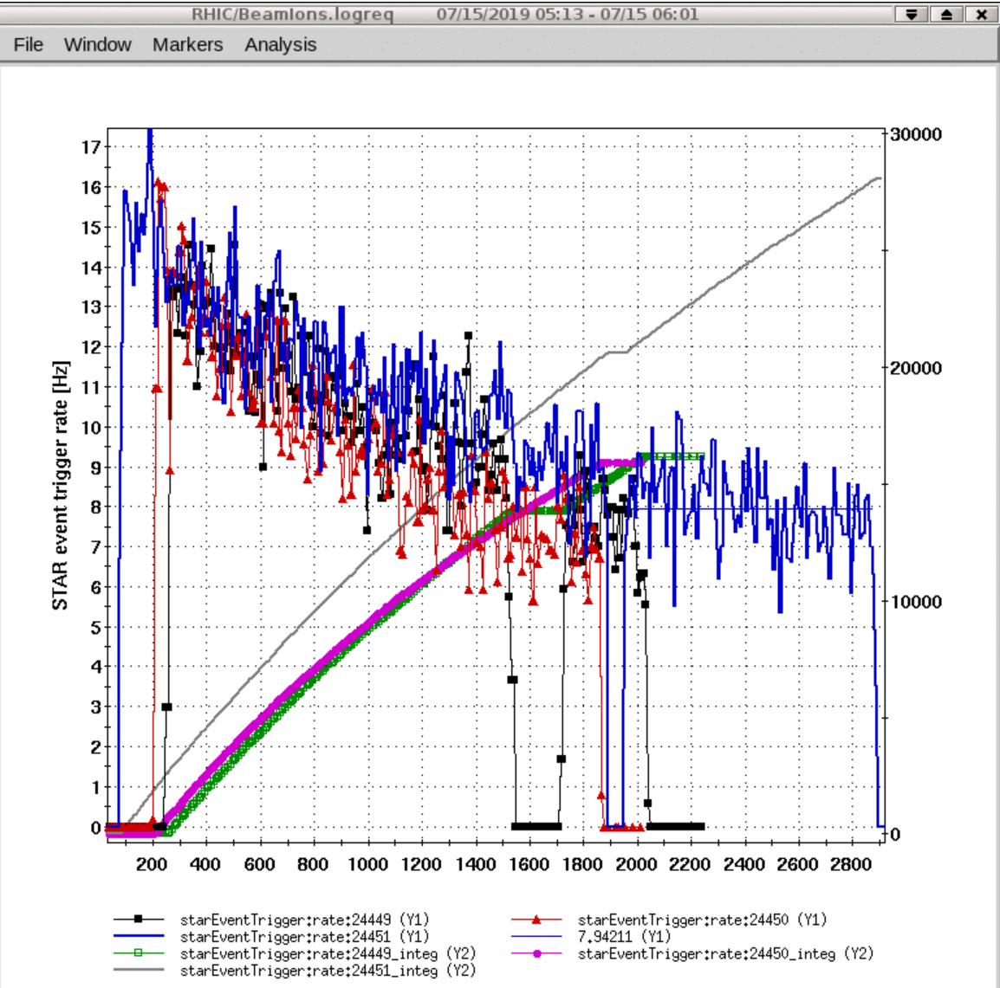 RHIC/BeamIons.logreq 07/15/2019 05:13 - 07/15 06:01
File Window Markers Analysis
17
16
15
14
13
12
11
10
9
8
7
6
5
4
3
2
1
0
STAR event trigger rate [Hz]
30000
20000
10000
0
200 400 600 800 1000 1200 1400 1600 1800 2000 2200 2400 2600 2800
starEventTrigger:rate:24449 (Y1) starEventTrigger:rate:24450 (Y1)
starEventTrigger:rate:24451 (Y1) 7.94211 (Y1)
starEventTrigger:rate:24449_integ (Y2) starEventTrigger:rate:24450_integ (Y2)
starEventTrigger:rate:24451_integ (Y2)